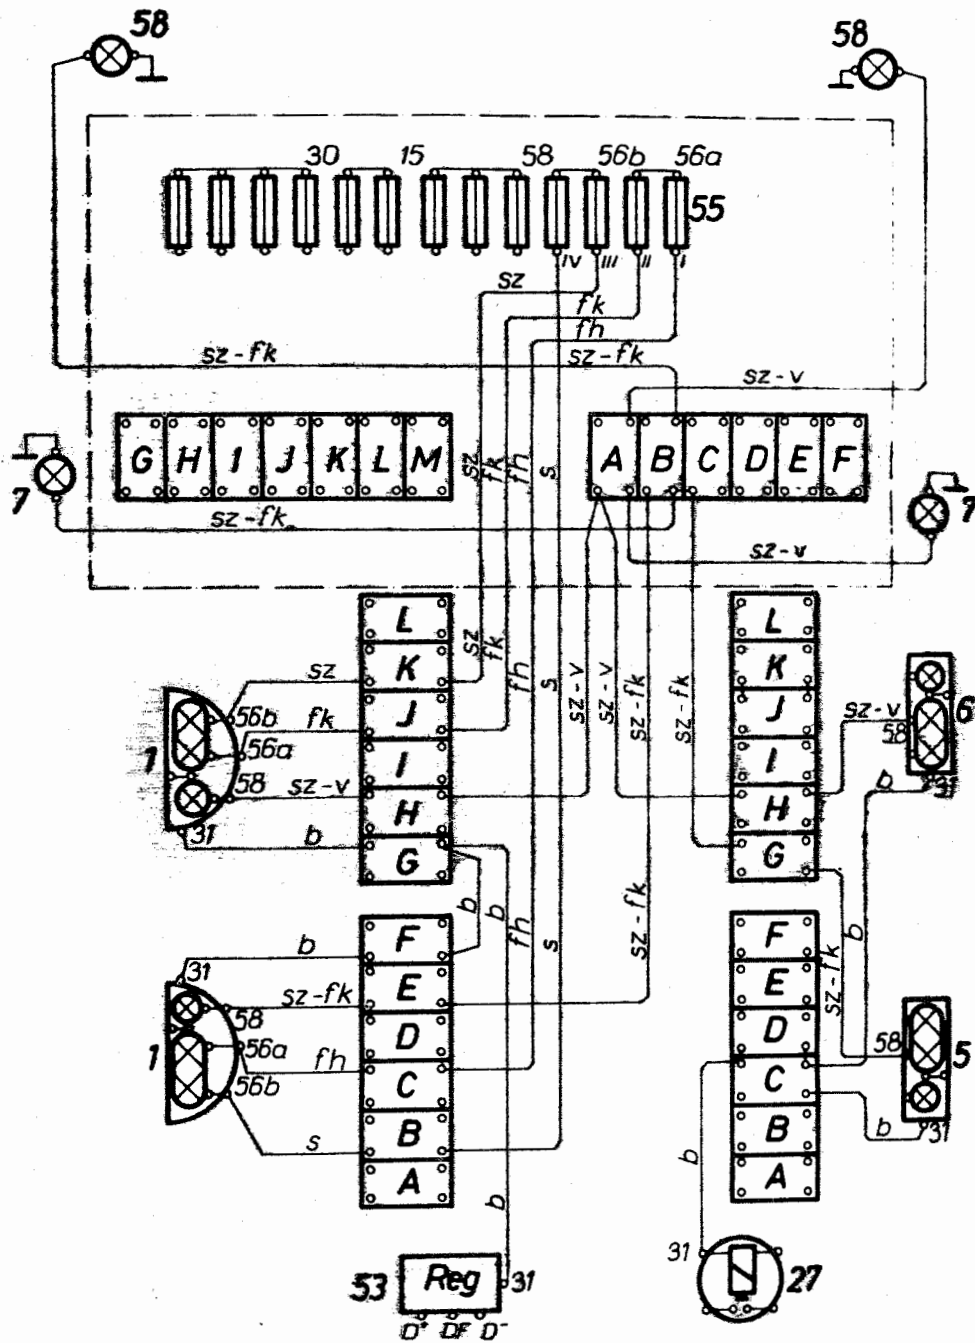 58 58
30 15 58 56b 56a
55
IV III II I
sz
fk
fh
sz-fk sz-fk
sz-v
G H I J K L M
A B C D E F
sz fk fh s
7
7
sz-fk
sz-v
L
L
sz
fk
K
K
sz
fh s sz-v sz-v sz-fk sz-fk
6
56b
fk
J
J
sz-v
58
1
56a
I
I
58
sz-v
b
31
H
H
31
b
G
G
b b fh s sz-fk
b
F
F
31
sz-fk
E
E
sz-fk
b
58
D
D
1
56a
fh
58
5
56b
C
C
s
B
B
b
31
A
A
b
b
31
53
Reg
31
27
D+ DF D-